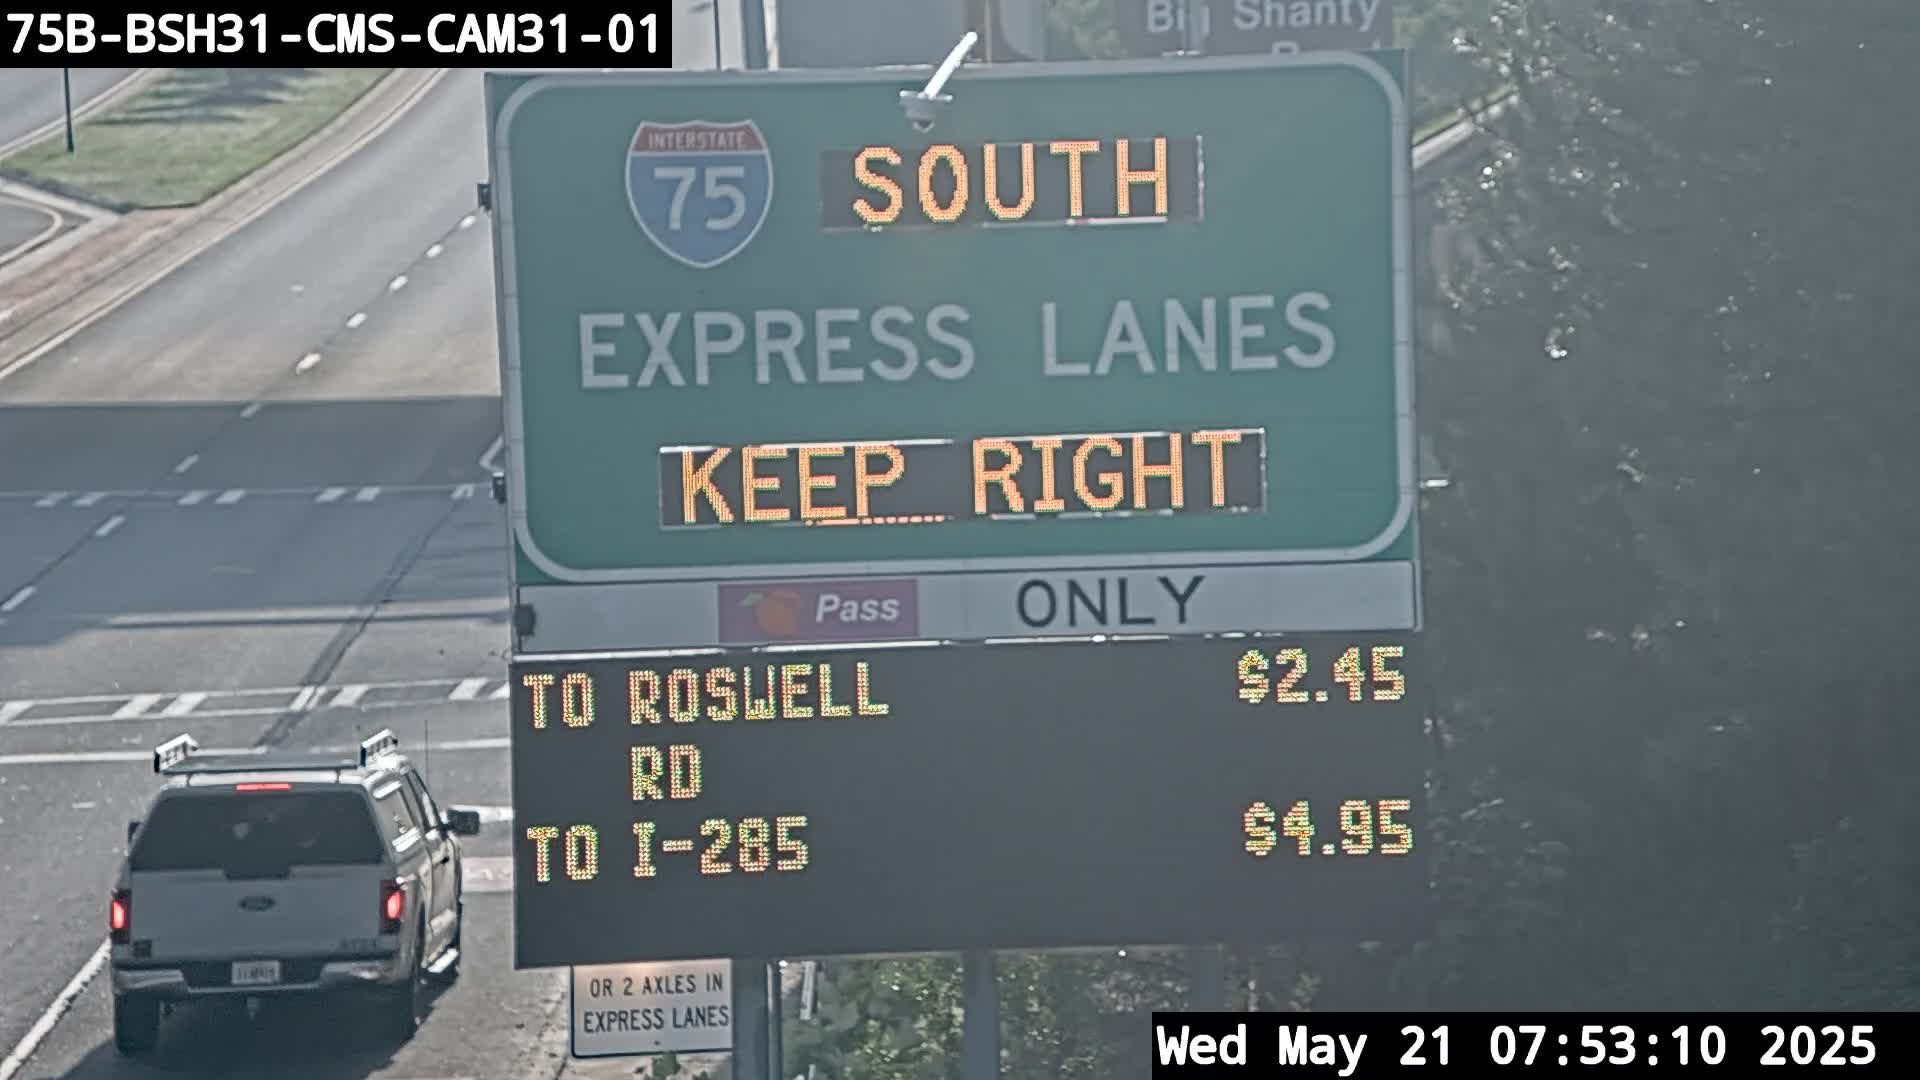 75B-BSH31-CMS-CAM31-01
Big Shanty
INTERSTATE
75
SOUTH
EXPRESS LANES
KEEP RIGHT
Pass ONLY
TO ROSWELL $2.45
RD
TO I-285 $4.95
OR 2 AXLES IN
EXPRESS LANES
Wed May 21 07:53:10 2025